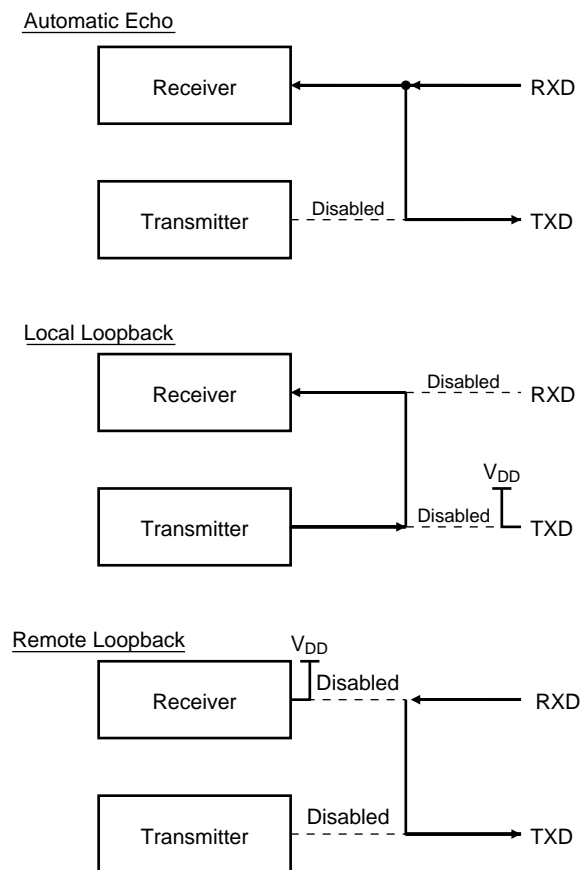 Automatic Echo
Receiver
RXD
Transmitter
Disabled
TXD
Local Loopback
Receiver
Disabled
RXD
VDD
Transmitter
Disabled
TXD
Remote Loopback
VDD
Receiver
Disabled
RXD
Transmitter
Disabled
TXD